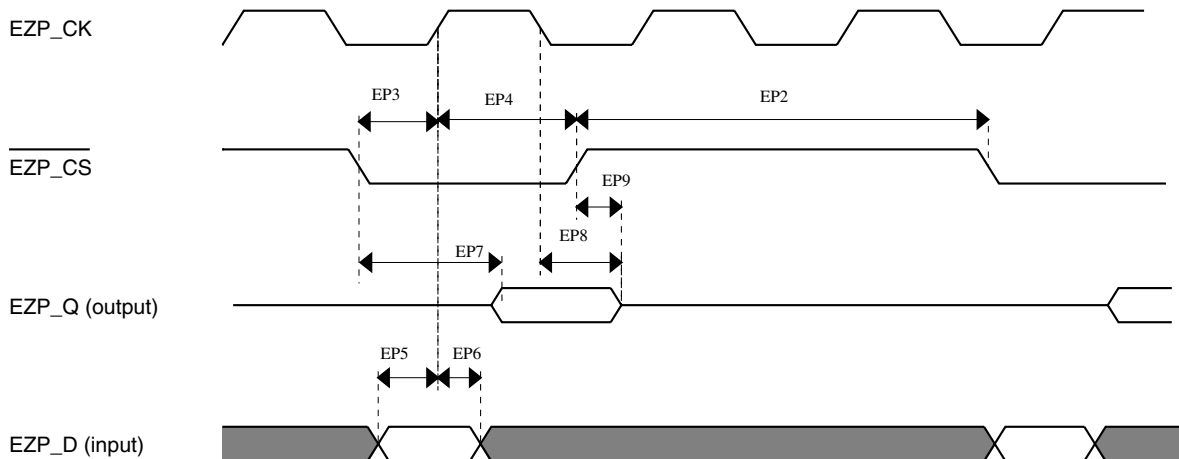 EZP_CK
EP3
EP4
EP2
EZP_CS
EP9
EP8
EP7
EZP_Q (output)
EP5
EP6
EZP_D (input)